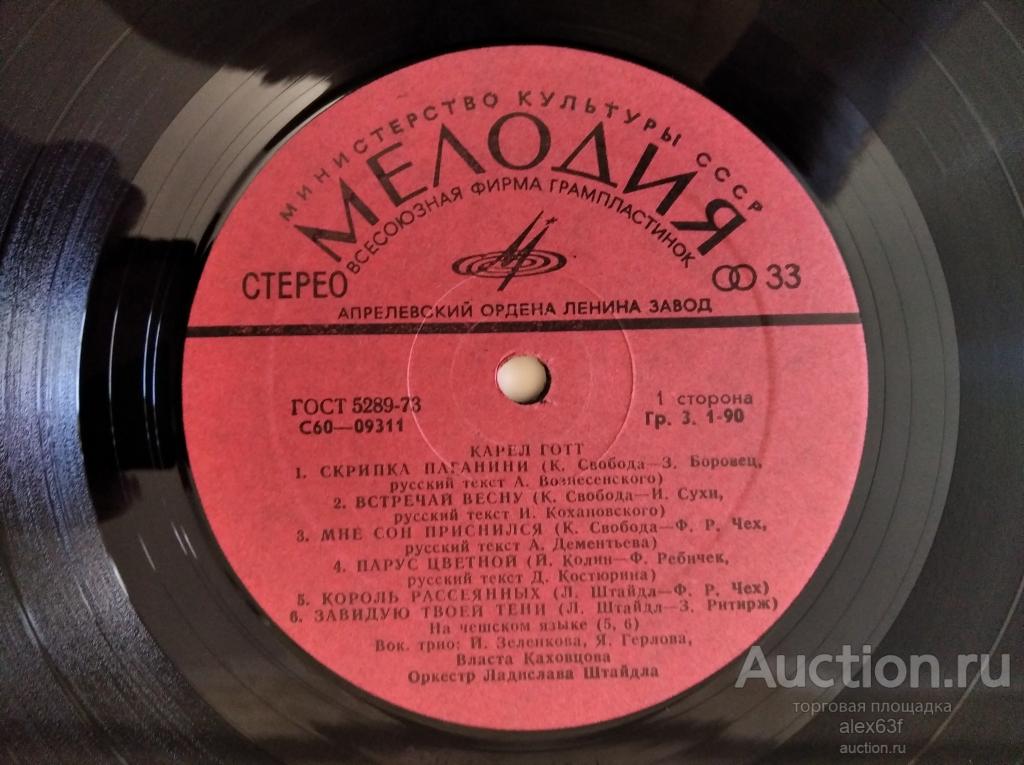 МИНИСТЕРСТВО КУЛЬТУРЫ СССР
МЕЛОДИЯ
ВСЕСОЮЗНАЯ ФИРМА ГРАМПЛАСТИНОК
СТЕРЕО
33
АПРЕЛЕВСКИЙ ОРДЕНА ЛЕНИНА ЗАВОД
ГОСТ 5289-73
С60—09311
1 сторона
Гр. 3. 1-90
КАРЕЛ ГОТТ
1. СКРИПКА ПАГАНИНИ (К. Свобода—З. Боровец,
русский текст А. Вознесенского)
2. ВСТРЕЧАЙ ВЕСНУ (К. Свобода—И. Сухи,
русский текст И. Кохановского)
3. МНЕ СОН ПРИСНИЛСЯ (К. Свобода—Ф. Р. Чех,
русский текст А. Дементьева)
4. ПАРУС ЦВЕТНОЙ (Й. Колин—Ф. Ребичек,
русский текст Д. Костюрина)
5. КОРОЛЬ РАССЕЯННЫХ (Л. Штайдл—Ф. Р. Чех)
6. ЗАВИДУЮ ТВОЕЙ ТЕНИ (Л. Штайдл—З. Ритирж)
На чешском языке (5, 6)
Вок. трио: Й. Зеленкова, Я. Герлова,
Власта Каховцова
Оркестр Ладислава Штайдла
Auction.ru
торговая площадка
alex63f
auction.ru